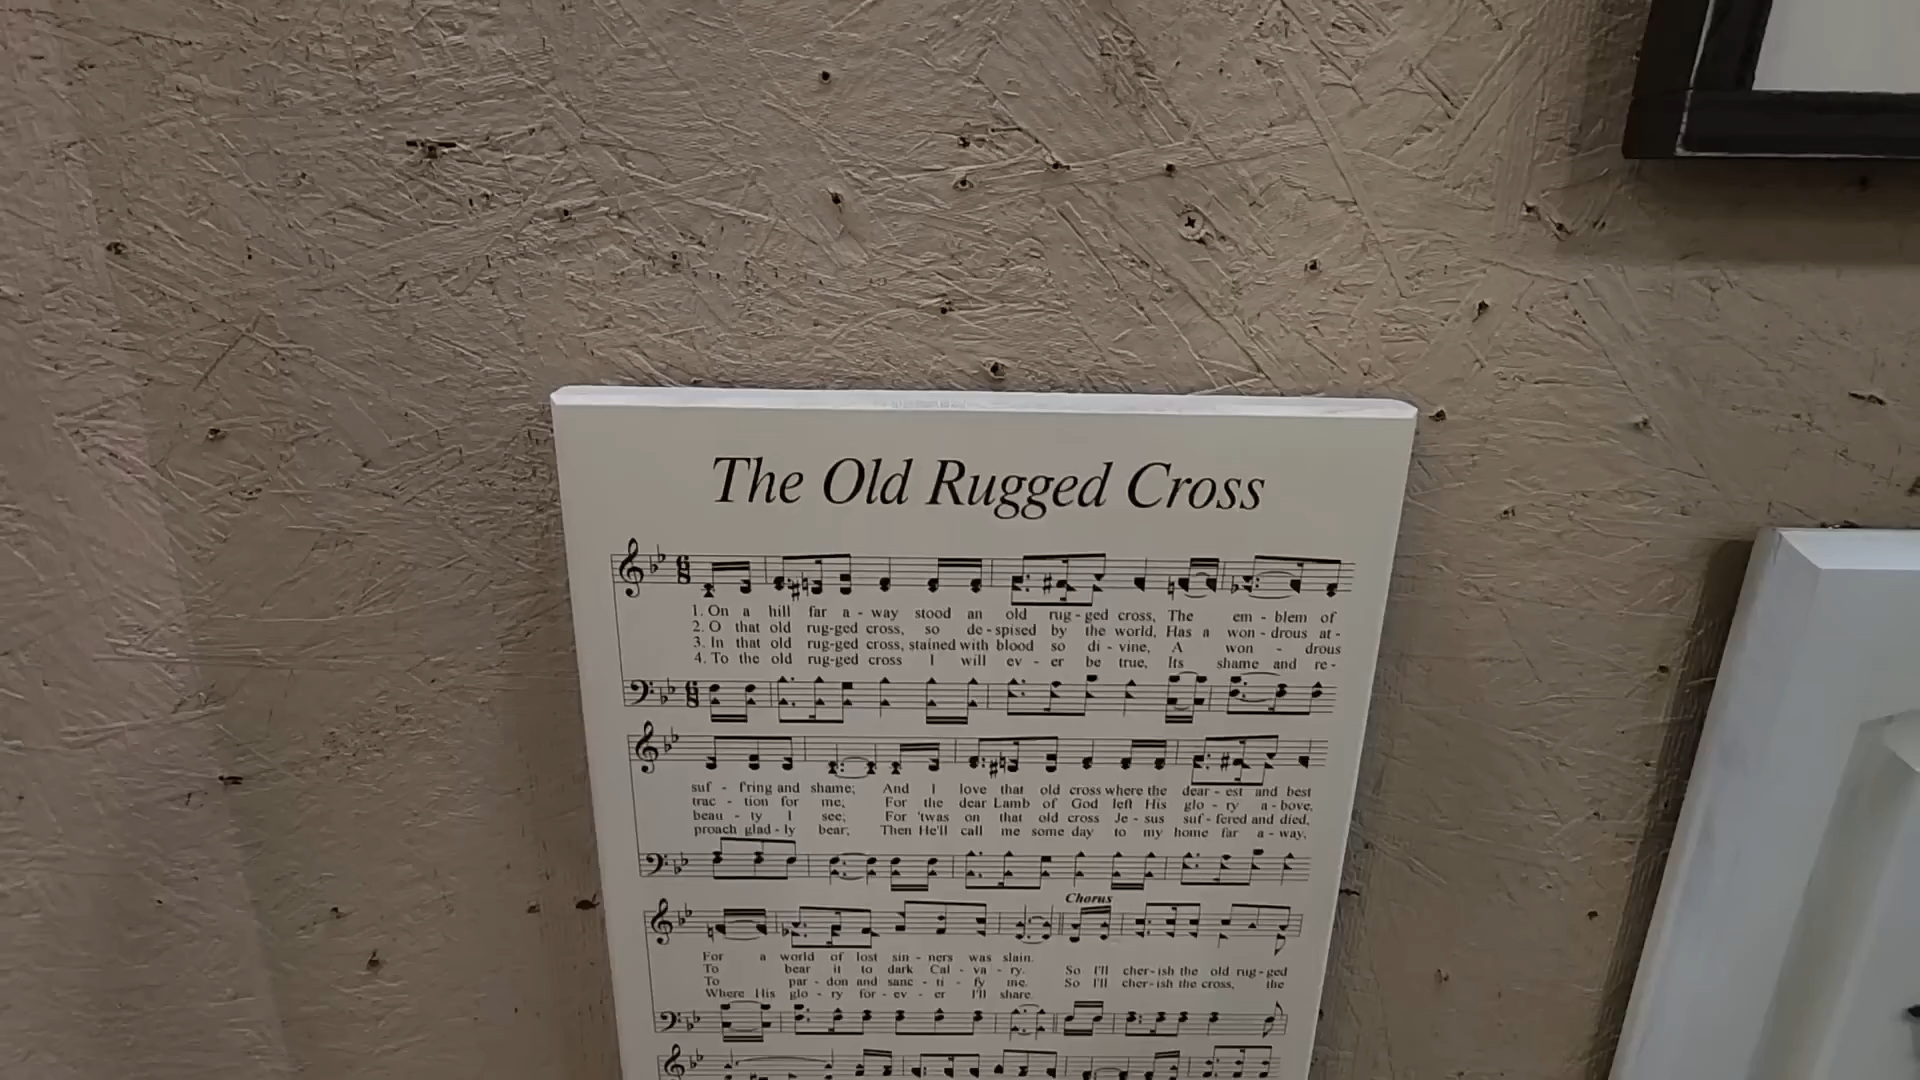 The Old Rugged Cross
1. On a hill far a - way stood an old rug - ged cross, The em - blem of
2. O that old rug-ged cross, so de - spised by the world, Has a won - drous at -
3. In that old rug-ged cross, stained with blood so di - vine, A won - drous
4. To the old rug-ged cross I will ev - er be true, Its shame and re -
suf - f'ring and shame; And I love that old cross where the dear - est and best
trac - tion for me; For the dear Lamb of God left His glo - ry a - bove,
beau - ty I see; For 'twas on that old cross Je - sus suf - fered and died,
proach glad - ly bear; Then He'll call me some day to my home far a - way,
Chorus
For a world of lost sin - ners was slain.
To bear it to dark Cal - va - ry. So I'll cher - ish the old rug - ged
To par - don and sanc - ti - fy me. So I'll cher - ish the cross, the
Where His glo - ry for - ev - er I'll share.